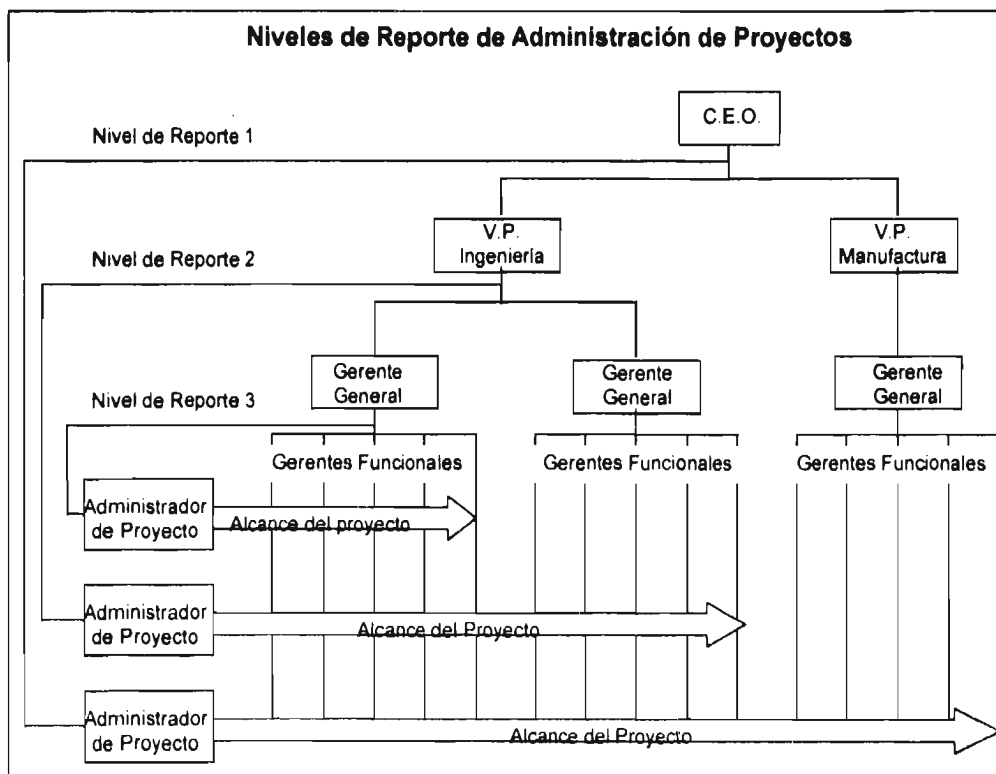 Niveles de Reporte de Administración de Proyectos
C.E.O.
Nivel de Reporte 1
V.P.
Ingeniería
V.P.
Manufactura
Nivel de Reporte 2
Gerente
General
Gerente
General
Gerente
General
Nivel de Reporte 3
Gerentes Funcionales
Gerentes Funcionales
Gerentes Funcionales
Administrador
de Proyecto
Alcance del proyecto
Administrador
de Proyecto
Alcance del Proyecto
Administrador
de Proyecto
Alcance del Proyecto